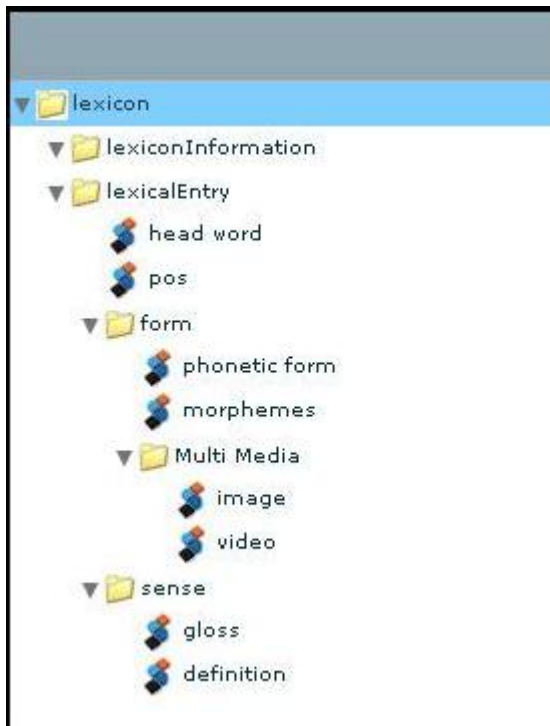 lexicon
lexiconInformation
lexicalEntry
head word
pos
form
phonetic form
morphemes
Multi Media
image
video
sense
gloss
definition